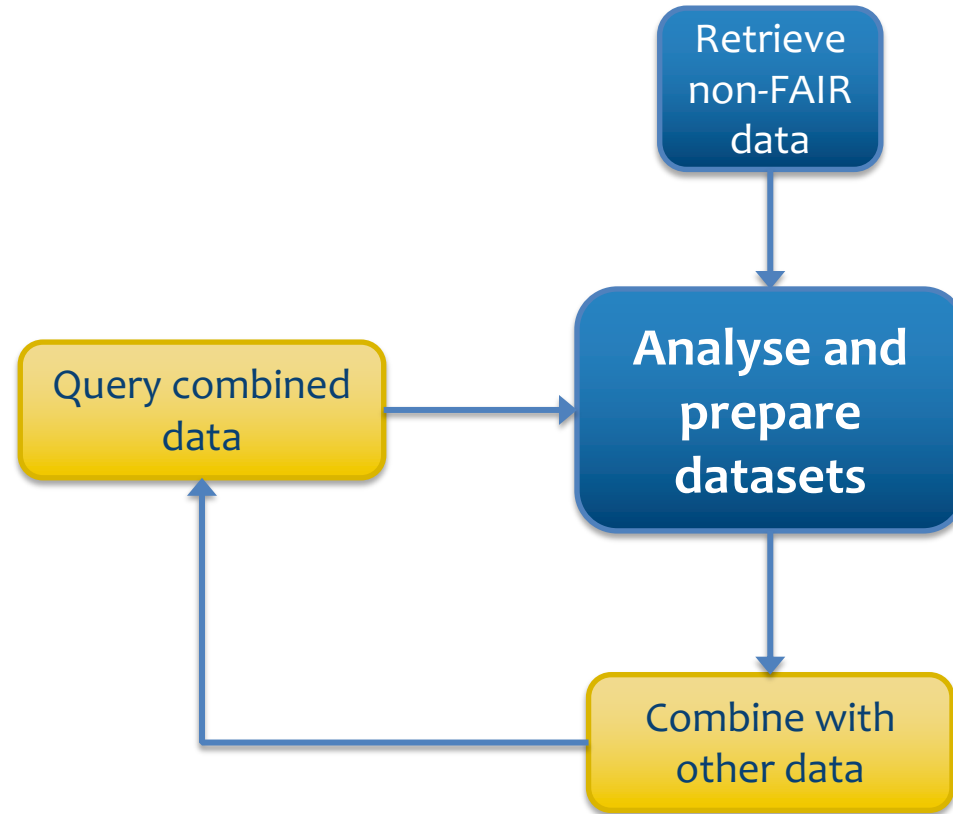 Retrieve
non-FAIR
data
Analyse and
prepare
datasets
Query combined
data
Combine with
other data